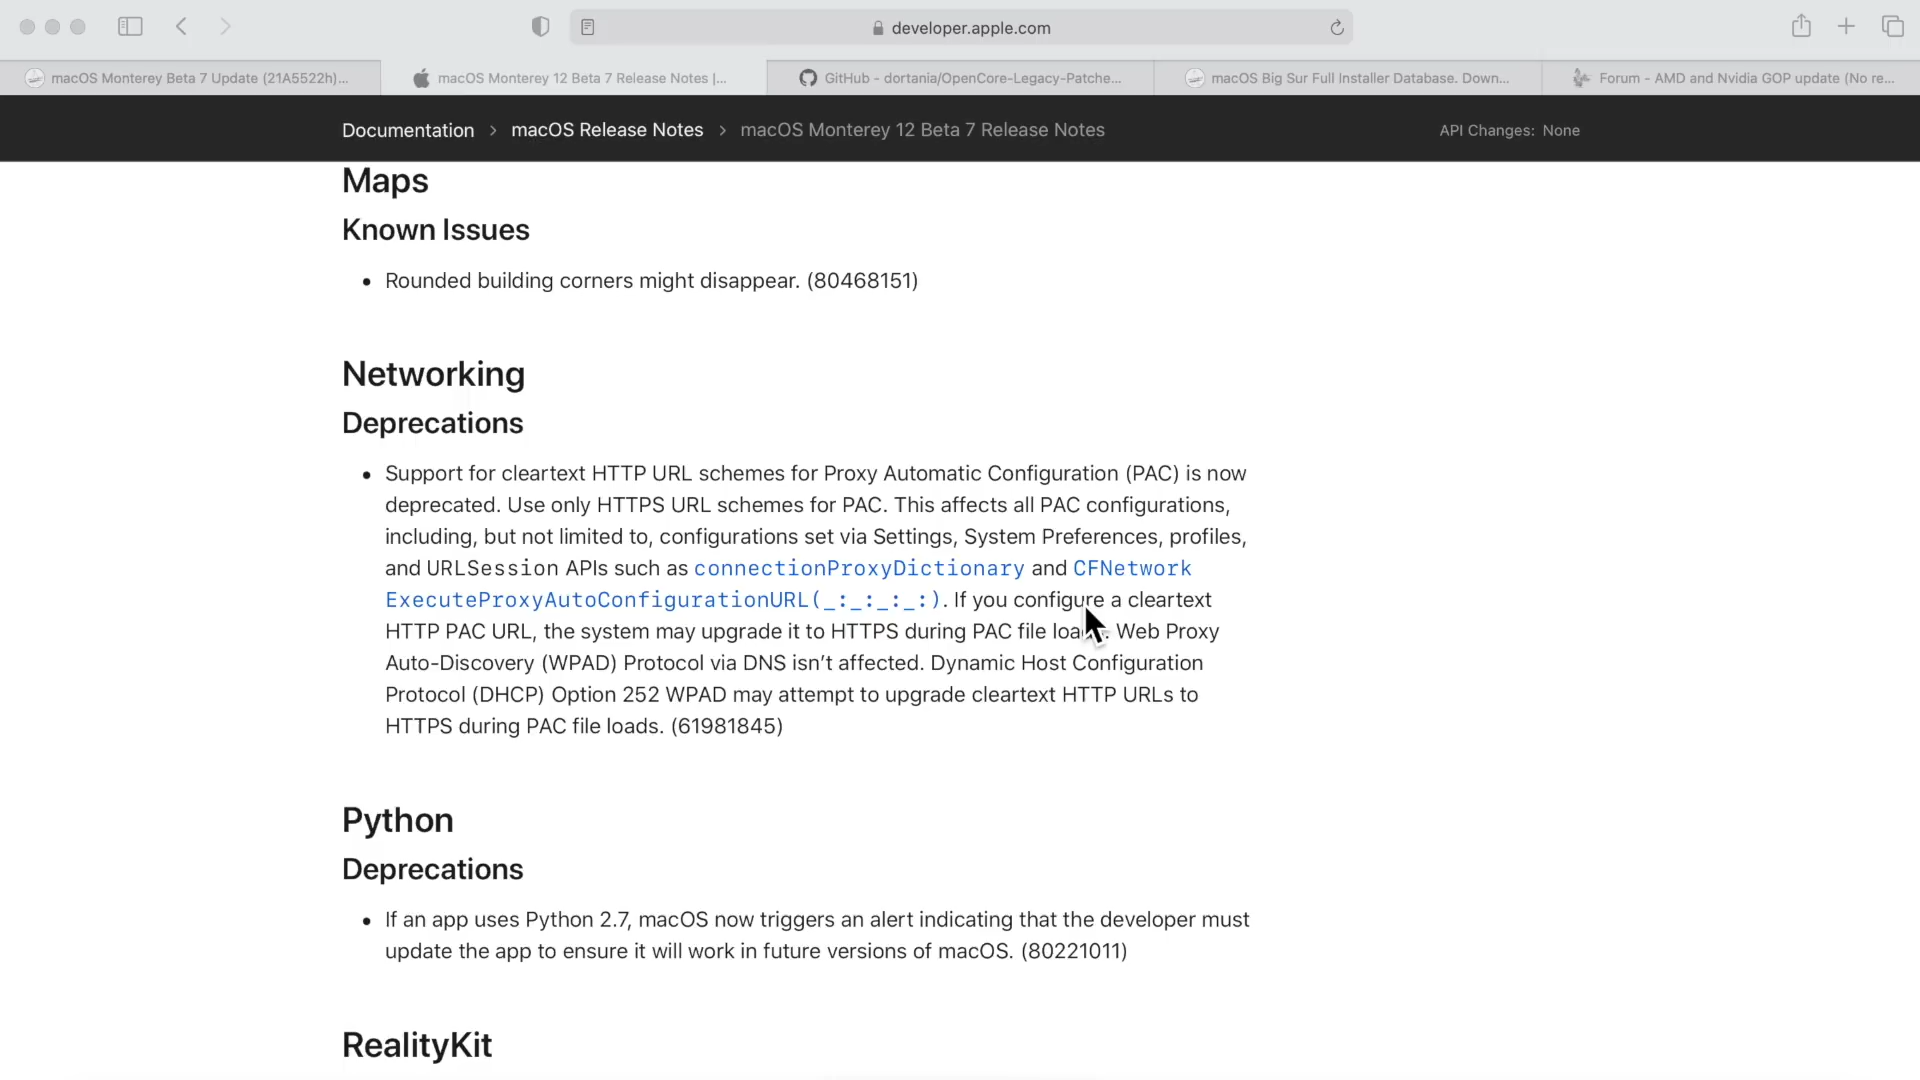 developer.apple.com
macOS Monterey Beta 7 Update (21A5522h)...
macOS Monterey 12 Beta 7 Release Notes |...
GitHub - dortania/OpenCore-Legacy-Patche...
macOS Big Sur Full Installer Database. Down...
Forum - AMD and Nvidia GOP update (No re...
Documentation > macOS Release Notes > macOS Monterey 12 Beta 7 Release Notes
API Changes: None
Maps
Known Issues
• Rounded building corners might disappear. (80468151)
Networking
Deprecations
• Support for cleartext HTTP URL schemes for Proxy Automatic Configuration (PAC) is now
deprecated. Use only HTTPS URL schemes for PAC. This affects all PAC configurations,
including, but not limited to, configurations set via Settings, System Preferences, profiles,
and URLSession APIs such as connectionProxyDictionary and CFNetwork
ExecuteProxyAutoConfigurationURL(_:_:_:_:). If you configure a cleartext
HTTP PAC URL, the system may upgrade it to HTTPS during PAC file . Web Proxy
Auto-Discovery (WPAD) Protocol via DNS isn't affected. Dynamic Host Configuration
Protocol (DHCP) Option 252 WPAD may attempt to upgrade cleartext HTTP URLs to
HTTPS during PAC file loads. (61981845)
Python
Deprecations
• If an app uses Python 2.7, macOS now triggers an alert indicating that the developer must
update the app to ensure it will work in future versions of macOS. (80221011)
RealityKit